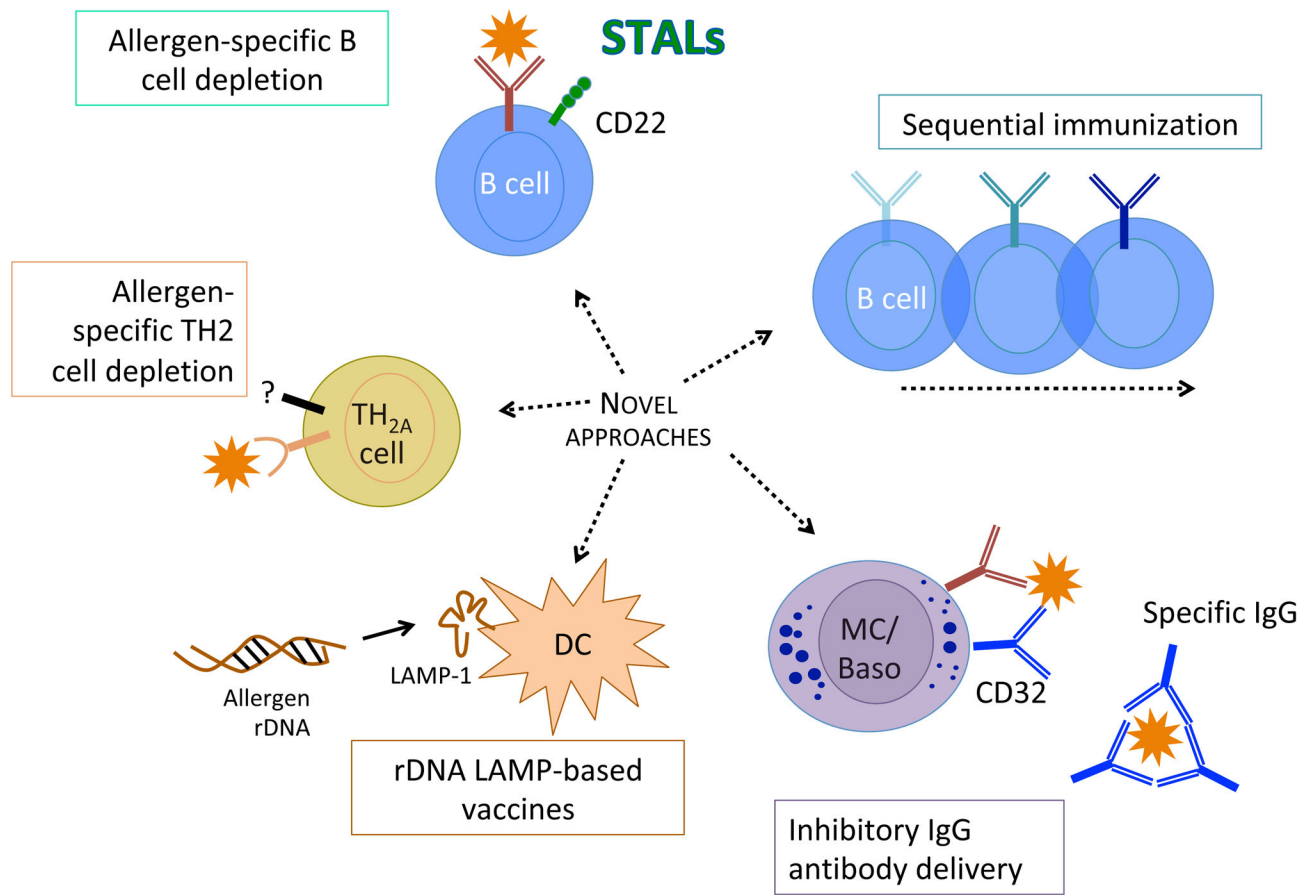 Allergen-specific B
cell depletion
STALs
CD22
B cell
Sequential immunization
B cell
Allergen-
specific TH2
cell depletion
?
TH2A
cell
NOVEL
APPROACHES
Allergen
rDNA
LAMP-1
DC
rDNA LAMP-based
vaccines
MC/
Baso
CD32
Specific IgG
Inhibitory IgG
antibody delivery